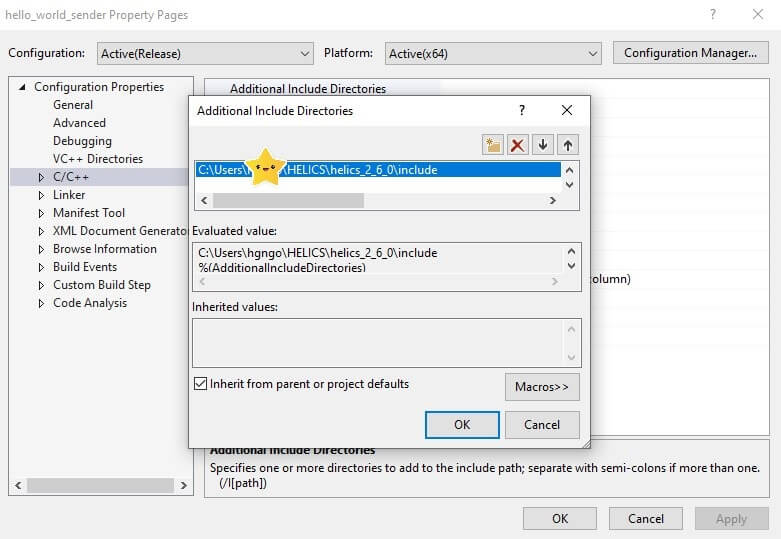 hello_world_sender Property Pages
Configuration: Active(Release) Platform: Active(x64) Configuration Manager...
Configuration Properties
General
Advanced
Debugging
VC++ Directories
C/C++
Linker
Manifest Tool
XML Document Generator
Browse Information
Build Events
Custom Build Step
Code Analysis
Additional Include Directories
Additional Include Directories
C:\Users\ \HELICS\helics_2_6_0\include
Evaluated value:
C:\Users\hgngo\HELICS\helics_2_6_0\include
%(AdditionalIncludeDirectories)
Inherited values:
Inherit from parent or project defaults
Macros>>
OK Cancel
column)
Additional Include Directories
Specifies one or more directories to add to the include path; separate with semi-colons if more than one.
(/I[path])
OK Cancel Apply